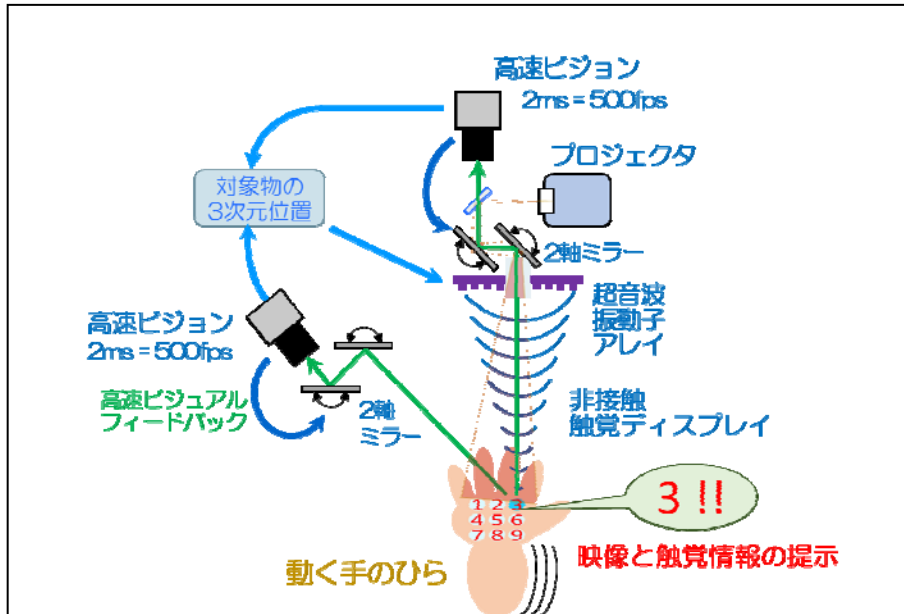 高速ビジョン
2ms = 500fps
プロジェクタ
対象物の
3次元位置
2軸ミラー
超音波
振動子
アレイ
高速ビジョン
2ms = 500fps
高速ビジュアル
フィードバック
2軸
ミラー
非接触
触覚ディスプレイ
1 2 3
4 5 6
7 8 9
3 !!
動く手のひら
映像と触覚情報の提示